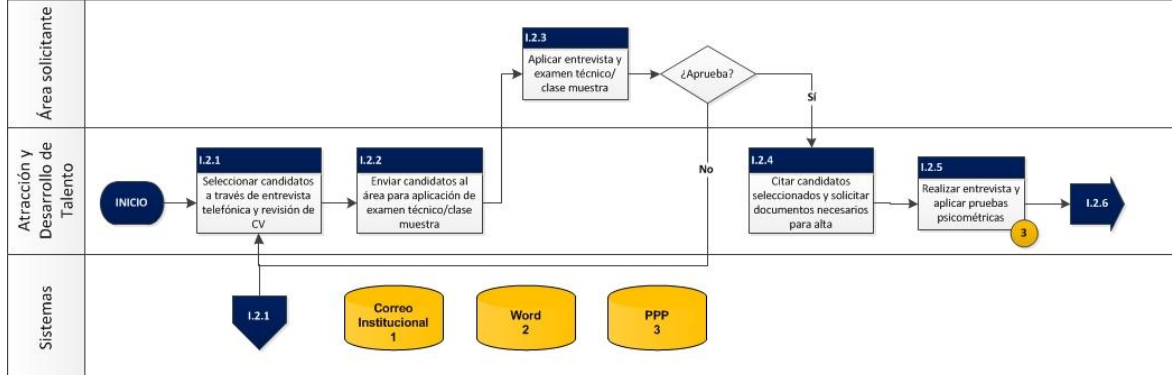 Área solicitante
I.2.3
Aplicar entrevista y
examen técnico/
clase muestra
¿Aprueba?
Sí
No
Atracción y
Desarrollo de
Talento
INICIO
I.2.1
Seleccionar candidatos
a través de entrevista
telefónica y revisión de
CV
I.2.2
Enviar candidatos al
área para aplicación de
examen técnico/clase
muestra
I.2.4
Citar candidatos
seleccionados y solicitar
documentos necesarios
para alta
I.2.5
Realizar entrevista y
aplicar pruebas
psicométricas
3
I.2.6
Sistemas
I.2.1
Correo
Institucional
1
Word
2
PPP
3